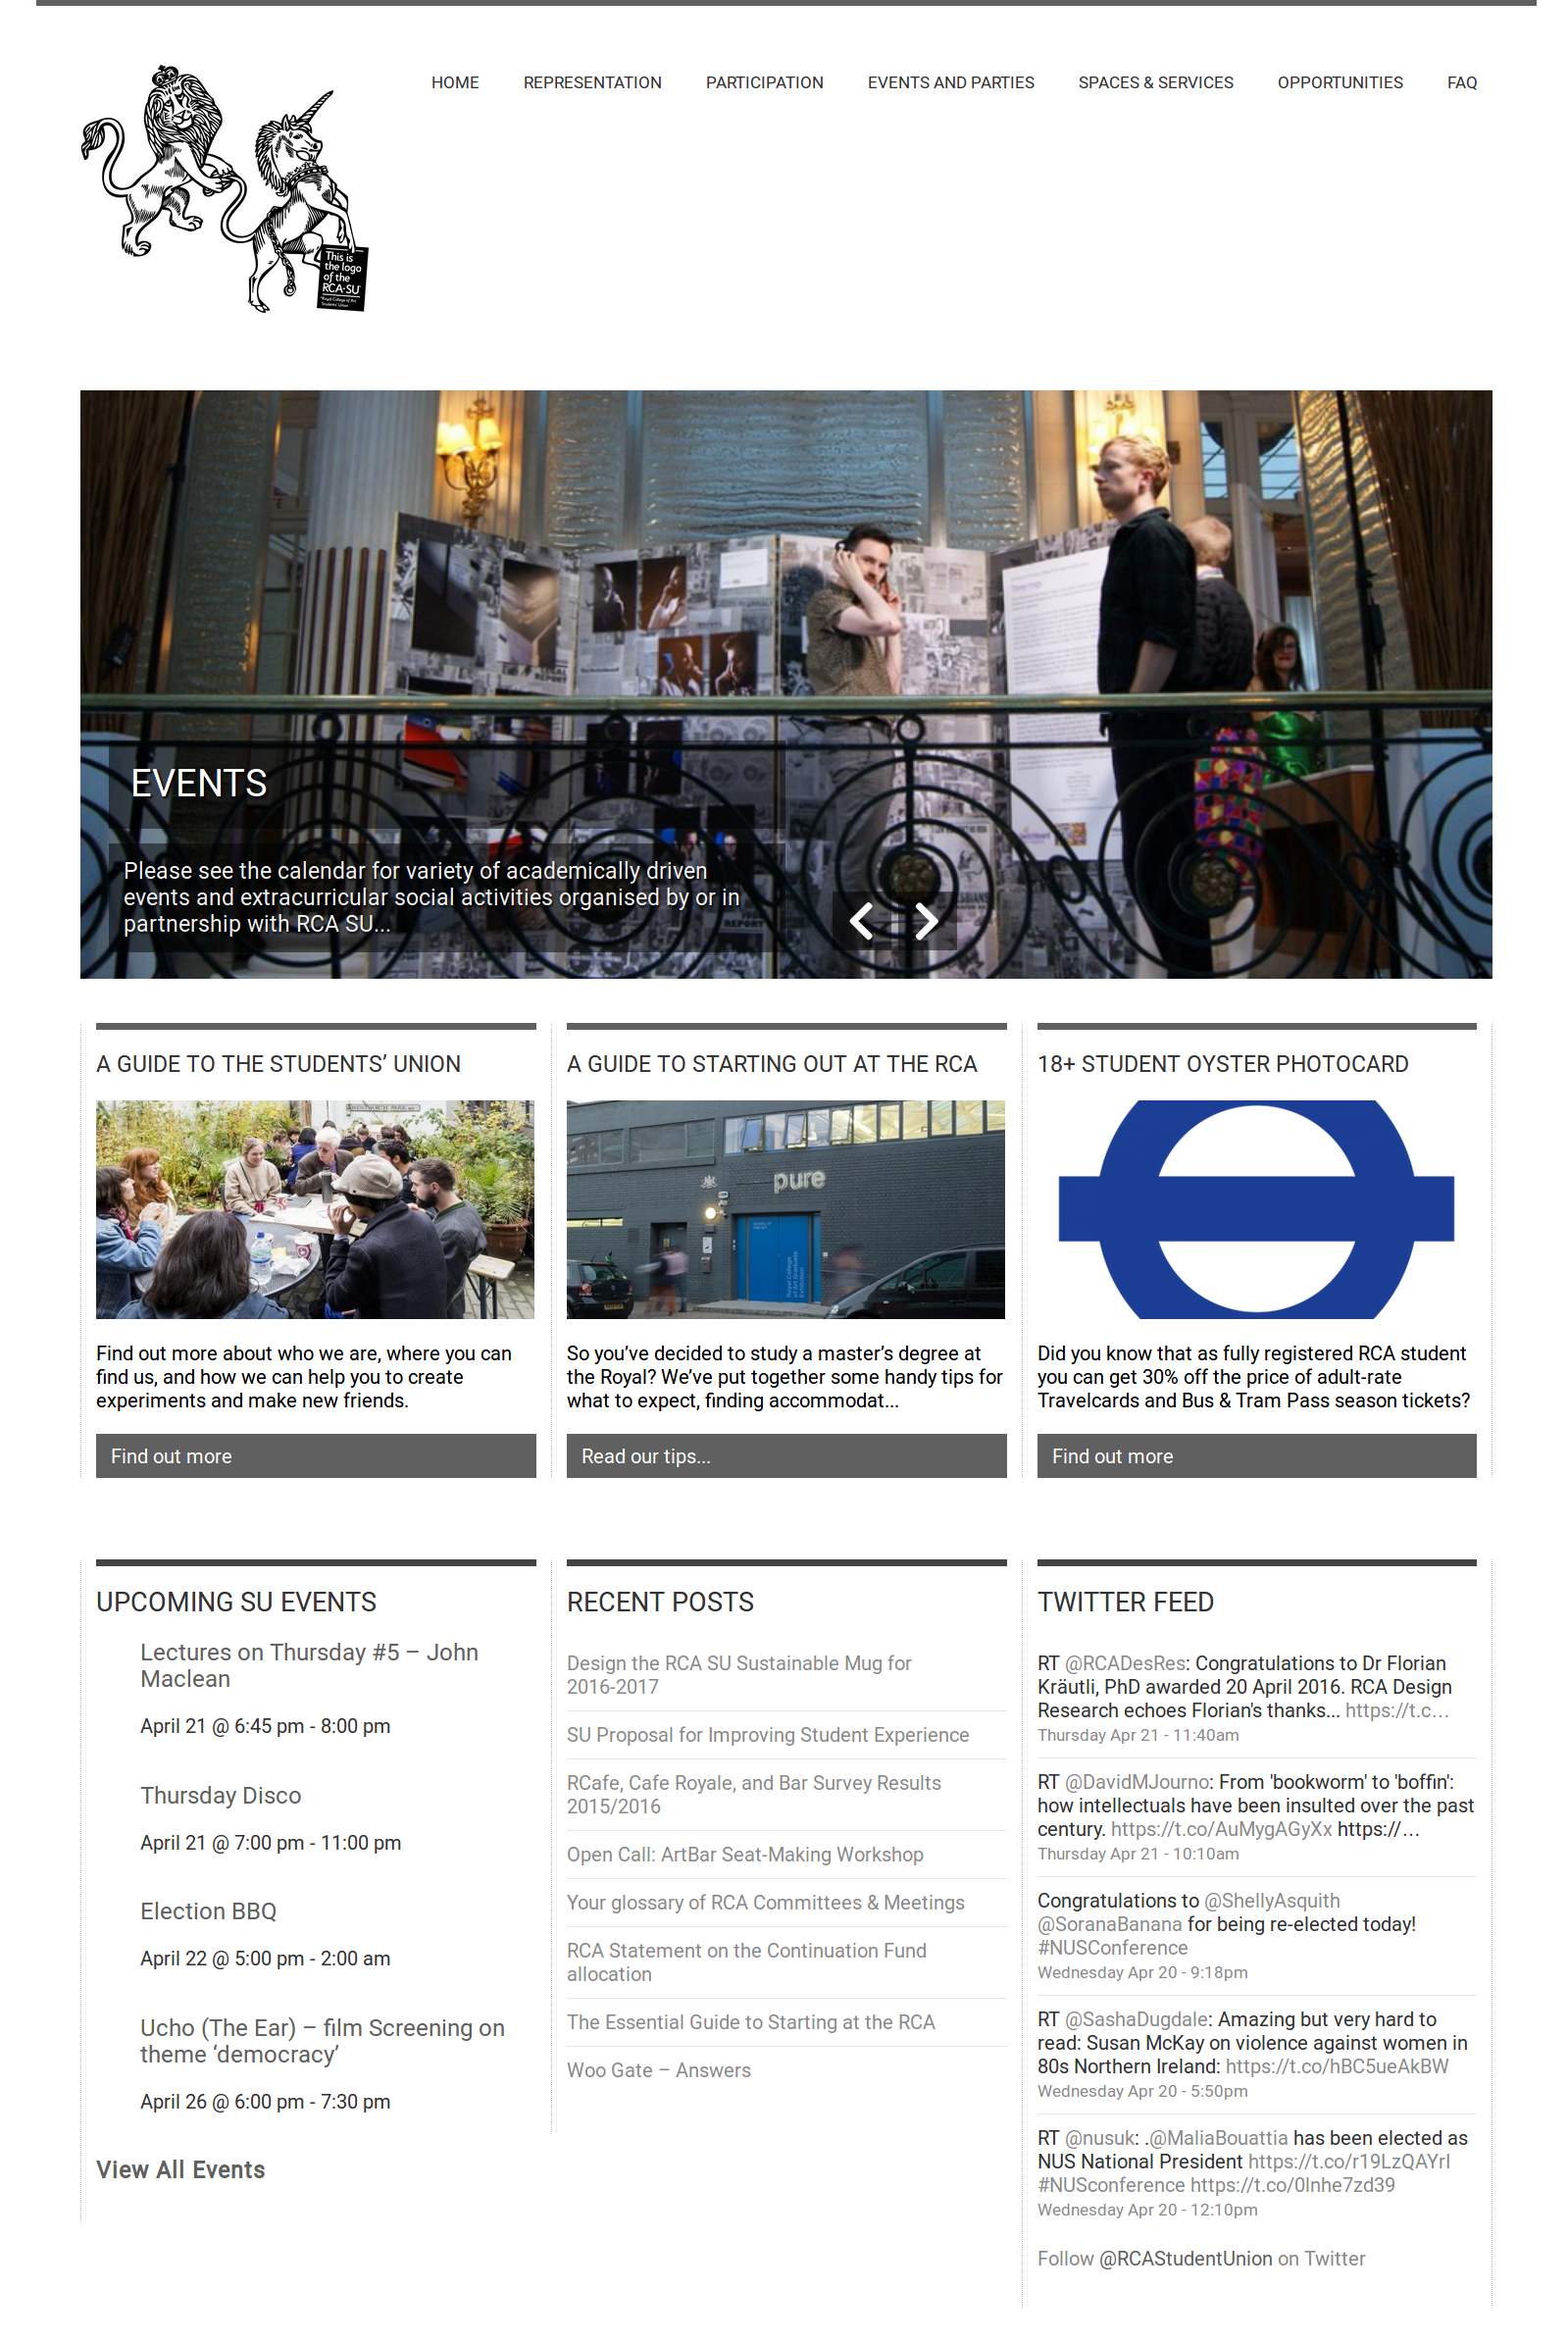 HOME REPRESENTATION PARTICIPATION EVENTS AND PARTIES SPACES & SERVICES OPPORTUNITIES FAQ
This is
the logo
of the
RCA-SU
EVENTS
Please see the calendar for variety of academically driven
events and extracurricular social activities organised by or in
partnership with RCA SU...
A GUIDE TO THE STUDENTS’ UNION
Find out more about who we are, where you can
find us, and how we can help you to create
experiments and make new friends.
Find out more
A GUIDE TO STARTING OUT AT THE RCA
pure
So you’ve decided to study a master’s degree at
the Royal? We’ve put together some handy tips for
what to expect, finding accommodat...
Read our tips...
18+ STUDENT OYSTER PHOTOCARD
Did you know that as fully registered RCA student
you can get 30% off the price of adult-rate
Travelcards and Bus & Tram Pass season tickets?
Find out more
UPCOMING SU EVENTS
Lectures on Thursday #5 – John
Maclean
April 21 @ 6:45 pm - 8:00 pm
Thursday Disco
April 21 @ 7:00 pm - 11:00 pm
Election BBQ
April 22 @ 5:00 pm - 2:00 am
Ucho (The Ear) – film Screening on
theme ‘democracy’
April 26 @ 6:00 pm - 7:30 pm
View All Events
RECENT POSTS
Design the RCA SU Sustainable Mug for
2016-2017
SU Proposal for Improving Student Experience
RCafe, Cafe Royale, and Bar Survey Results
2015/2016
Open Call: ArtBar Seat-Making Workshop
Your glossary of RCA Committees & Meetings
RCA Statement on the Continuation Fund
allocation
The Essential Guide to Starting at the RCA
Woo Gate – Answers
TWITTER FEED
RT @RCADesRes: Congratulations to Dr Florian
Kräutli, PhD awarded 20 April 2016. RCA Design
Research echoes Florian's thanks... https://t.c…
Thursday Apr 21 - 11:40am
RT @DavidMJourno: From 'bookworm' to 'boffin':
how intellectuals have been insulted over the past
century. https://t.co/AuMygAGyXx https://…
Thursday Apr 21 - 10:10am
Congratulations to @ShellyAsquith
@SoranaBanana for being re-elected today!
#NUSConference
Wednesday Apr 20 - 9:18pm
RT @SashaDugdale: Amazing but very hard to
read: Susan McKay on violence against women in
80s Northern Ireland: https://t.co/hBC5ueAkBW
Wednesday Apr 20 - 5:50pm
RT @nusuk: .@MaliaBouattia has been elected as
NUS National President https://t.co/r19LzQAYrI
#NUSconference https://t.co/0lnhe7zd39
Wednesday Apr 20 - 12:10pm
Follow @RCAStudentUnion on Twitter